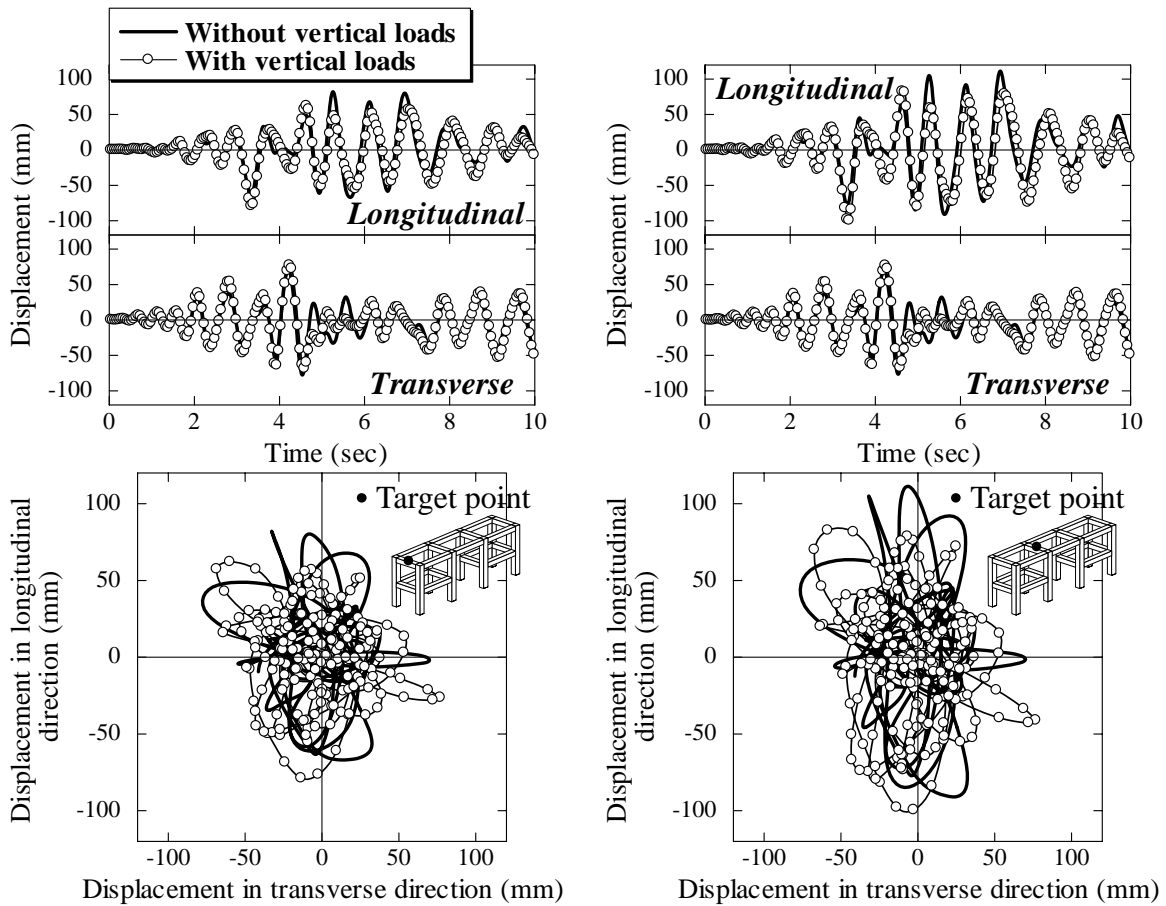 Without vertical loads
With vertical loads
Displacement (mm)
100
50
0
-50
-100
Longitudinal
100
50
0
-50
-100
Transverse
0 2 4 6 8 10
Time (sec)
Displacement (mm)
100
50
0
-50
-100
Longitudinal
100
50
0
-50
-100
Transverse
0 2 4 6 8 10
Time (sec)
Displacement in longitudinal
direction (mm)
100
50
0
-50
-100
Target point
-100 -50 0 50 100
Displacement in transverse direction (mm)
Displacement in longitudinal
direction (mm)
100
50
0
-50
-100
Target point
-100 -50 0 50 100
Displacement in transverse direction (mm)